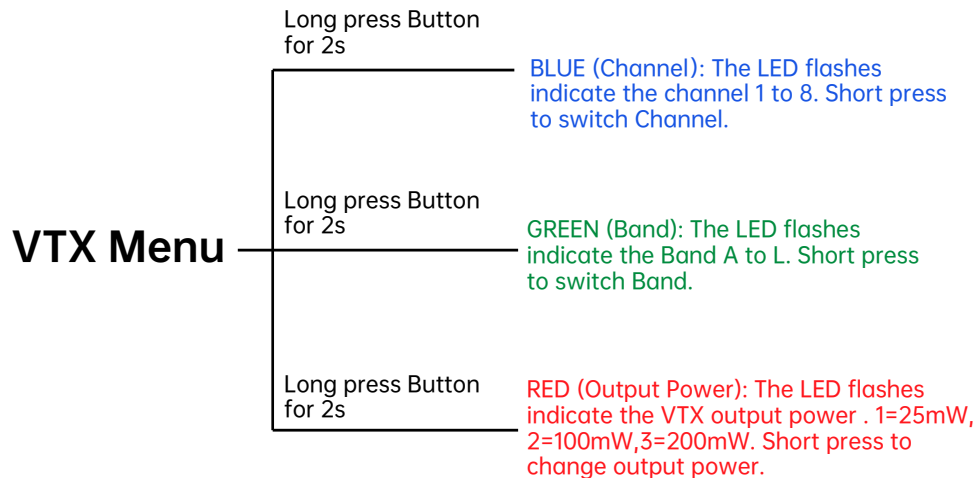 Long press Button
for 2s
BLUE (Channel): The LED flashes
indicate the channel 1 to 8. Short press
to switch Channel.
Long press Button
for 2s
VTX Menu
GREEN (Band): The LED flashes
indicate the Band A to L. Short press
to switch Band.
Long press Button
for 2s
RED (Output Power): The LED flashes
indicate the VTX output power . 1=25mW,
2=100mW,3=200mW. Short press to
change output power.